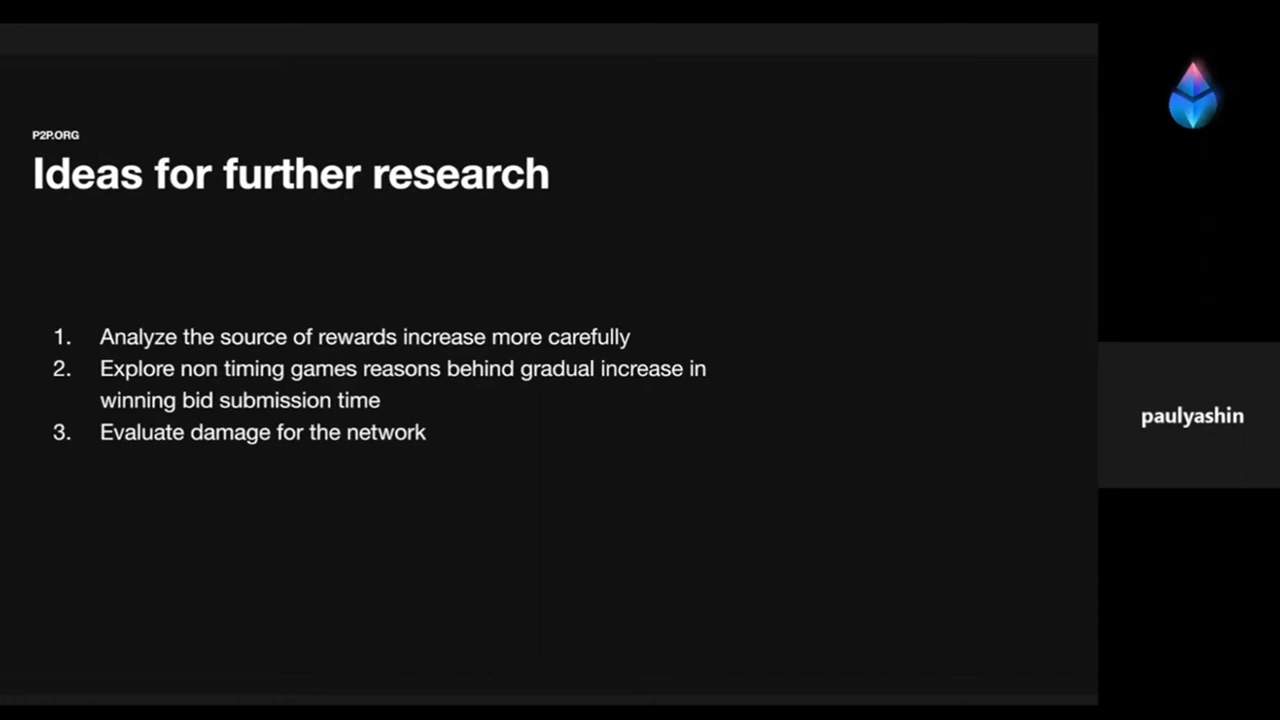 P2P.ORG
Ideas for further research
1. Analyze the source of rewards increase more carefully
2. Explore non timing games reasons behind gradual increase in
winning bid submission time
3. Evaluate damage for the network
paulyashin